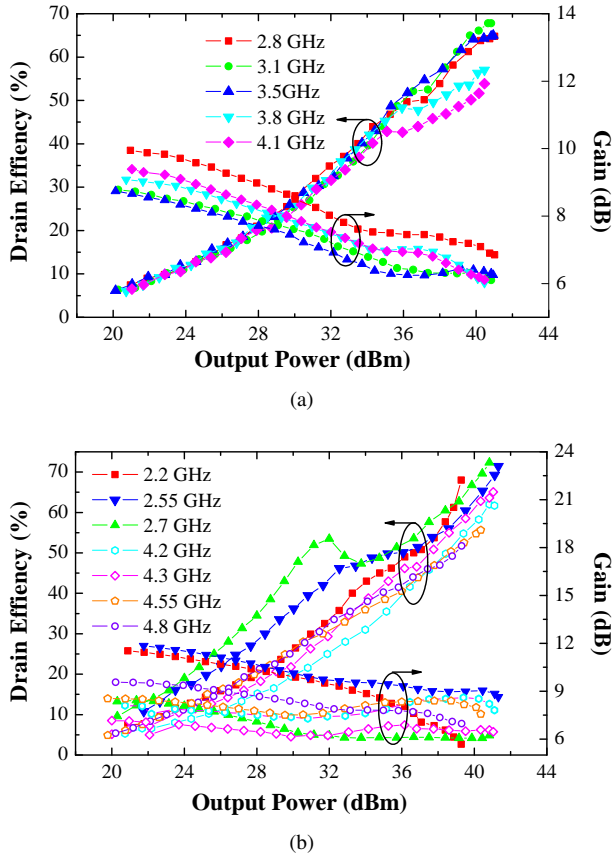 70
60
50
40
30
20
10
0
Drain Effiency (%)
2.8 GHz
3.1 GHz
3.5GHz
3.8 GHz
4.1 GHz
14
12
10
8
6
Gain (dB)
20 24 28 32 36 40 44
Output Power (dBm)
(a)
70
60
50
40
30
20
10
0
Drain Effiency (%)
2.2 GHz
2.55 GHz
2.7 GHz
4.2 GHz
4.3 GHz
4.55 GHz
4.8 GHz
24
21
18
15
12
9
6
Gain (dB)
20 24 28 32 36 40 44
Output Power (dBm)
(b)